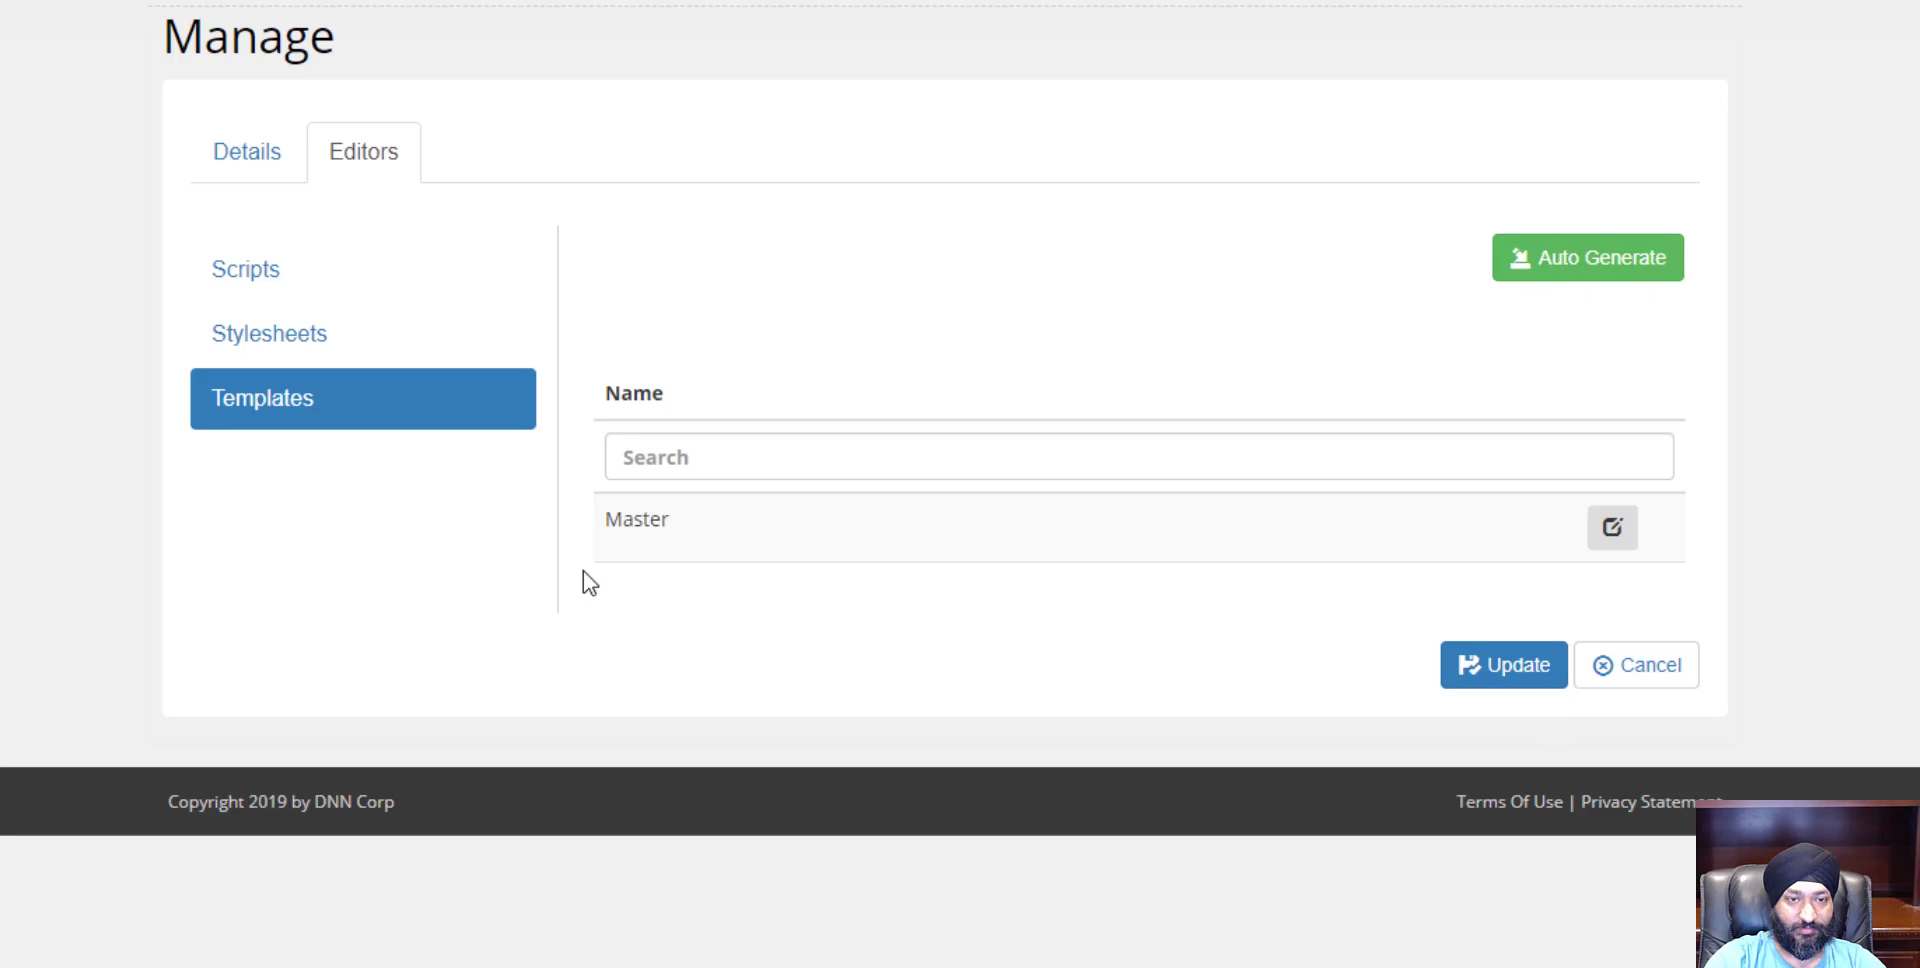 Manage
Details
Editors
Scripts
Stylesheets
Templates
Auto Generate
Name
Search
Master
Update
Cancel
Copyright 2019 by DNN Corp
Terms Of Use | Privacy Statement